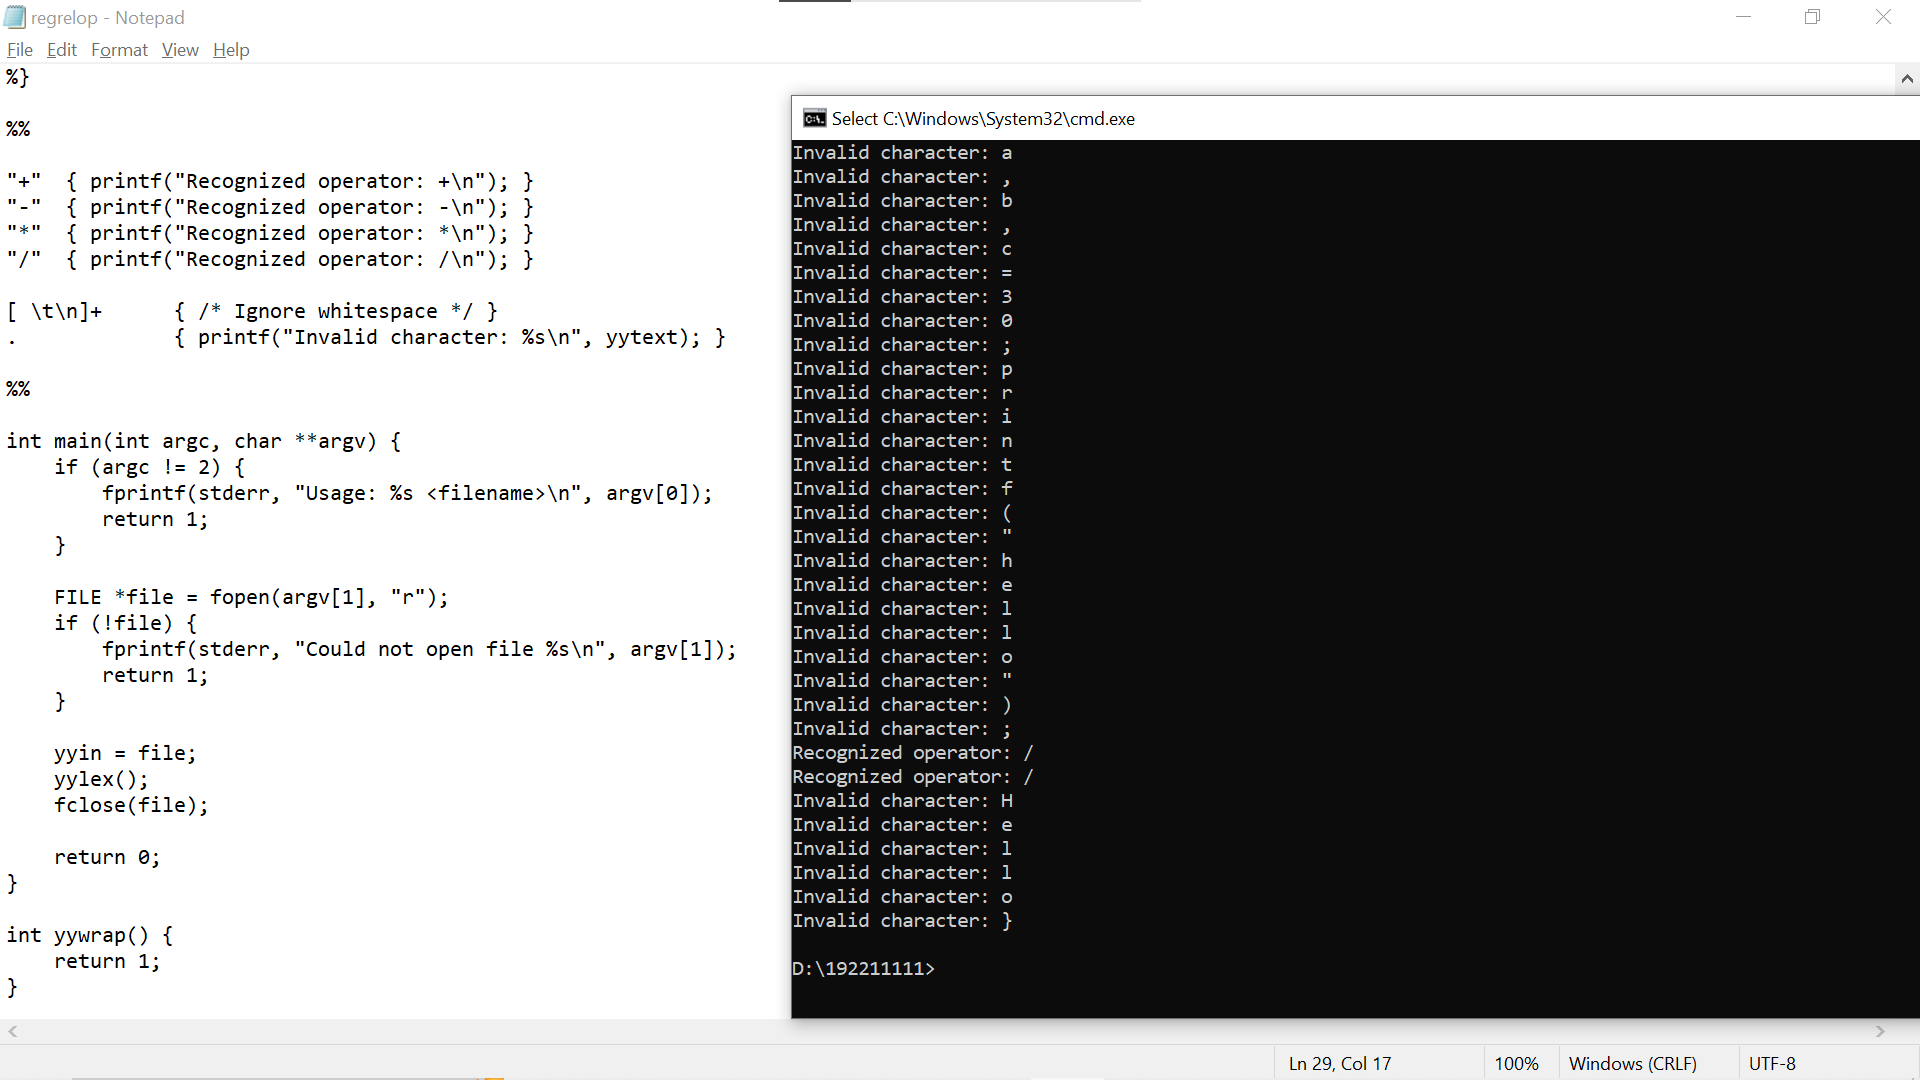 regrelop - Notepad
File Edit Format View Help
%}
%%
"+"  { printf("Recognized operator: +\n"); }
"-"  { printf("Recognized operator: -\n"); }
"*"  { printf("Recognized operator: *\n"); }
"/"  { printf("Recognized operator: /\n"); }
[ \t\n]+      { /* Ignore whitespace */ }
.             { printf("Invalid character: %s\n", yytext); }
%%
int main(int argc, char **argv) {
    if (argc != 2) {
        fprintf(stderr, "Usage: %s <filename>\n", argv[0]);
        return 1;
    }
    FILE *file = fopen(argv[1], "r");
    if (!file) {
        fprintf(stderr, "Could not open file %s\n", argv[1]);
        return 1;
    }
    yyin = file;
    yylex();
    fclose(file);
    return 0;
}
int yywrap() {
    return 1;
}
Select C:\Windows\System32\cmd.exe
Invalid character: a
Invalid character: ,
Invalid character: b
Invalid character: ,
Invalid character: c
Invalid character: =
Invalid character: 3
Invalid character: 0
Invalid character: ;
Invalid character: p
Invalid character: r
Invalid character: i
Invalid character: n
Invalid character: t
Invalid character: f
Invalid character: (
Invalid character: "
Invalid character: h
Invalid character: e
Invalid character: l
Invalid character: l
Invalid character: o
Invalid character: "
Invalid character: )
Invalid character: ;
Recognized operator: /
Recognized operator: /
Invalid character: H
Invalid character: e
Invalid character: l
Invalid character: l
Invalid character: o
Invalid character: }
D:\192211111>
Ln 29, Col 17 100% Windows (CRLF) UTF-8